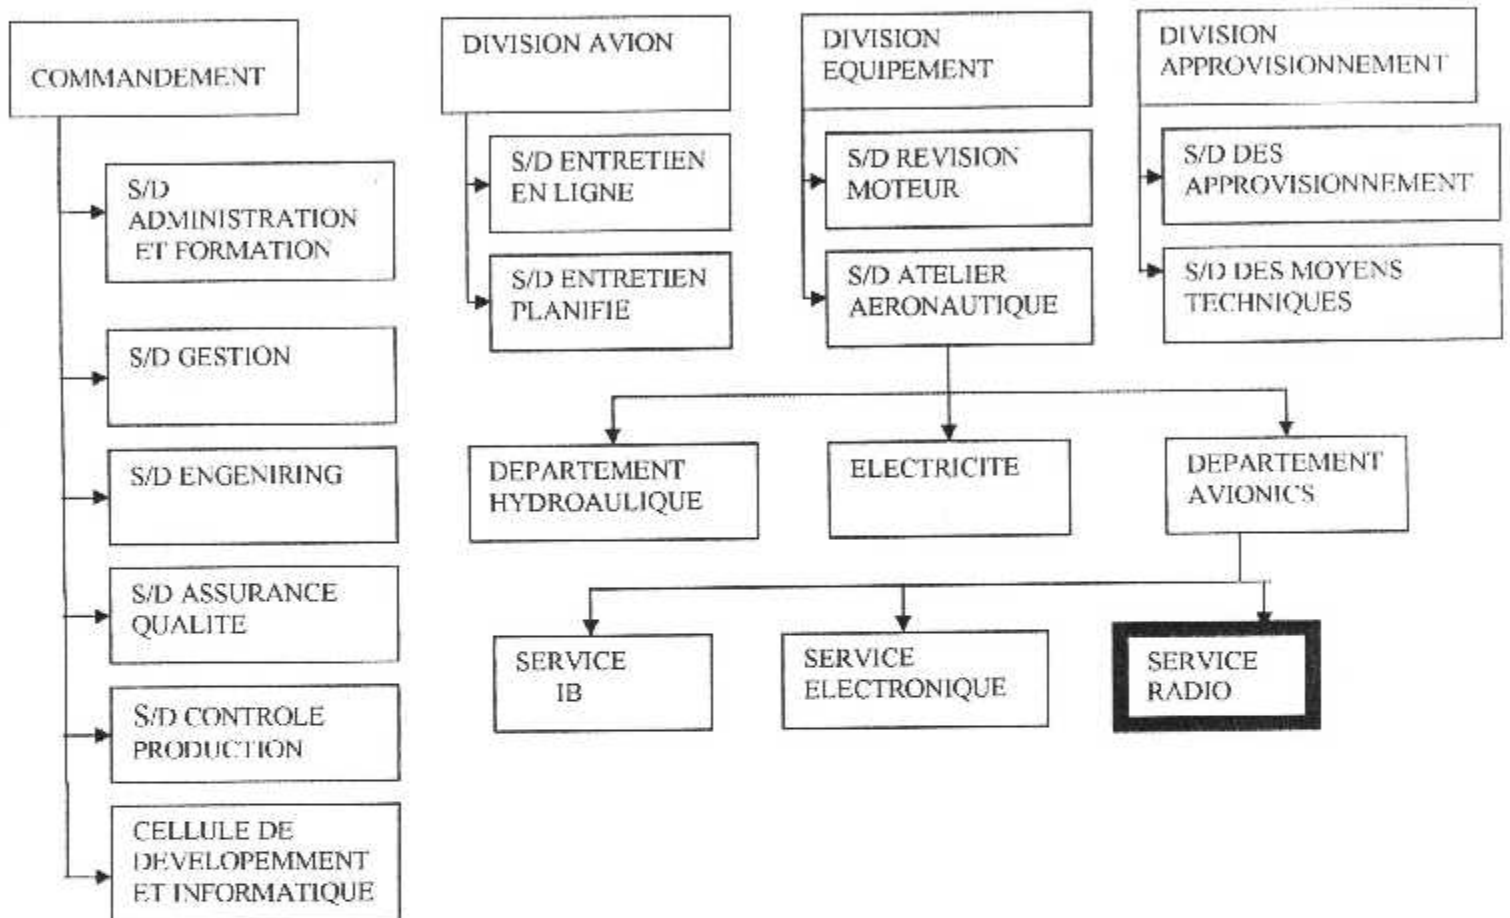 COMMANDEMENT
S/D
ADMINISTRATION
ET FORMATION
S/D GESTION
S/D ENGENIRING
S/D ASSURANCE
QUALITE
S/D CONTROLE
PRODUCTION
CELLULE DE
DEVELOPEMMENT
ET INFORMATIQUE
DIVISION AVION
S/D ENTRETIEN
EN LIGNE
S/D ENTRETIEN
PLANIFIE
DIVISION
EQUIPEMENT
S/D REVISION
MOTEUR
S/D ATELIER
AERONAUTIQUE
DIVISION
APPROVISIONNEMENT
S/D DES
APPROVISIONNEMENT
S/D DES MOYENS
TECHNIQUES
DEPARTEMENT
HYDROAULIQUE
ELECTRICITE
DEPARTEMENT
AVIONICS
SERVICE
IB
SERVICE
ELECTRONIQUE
SERVICE
RADIO